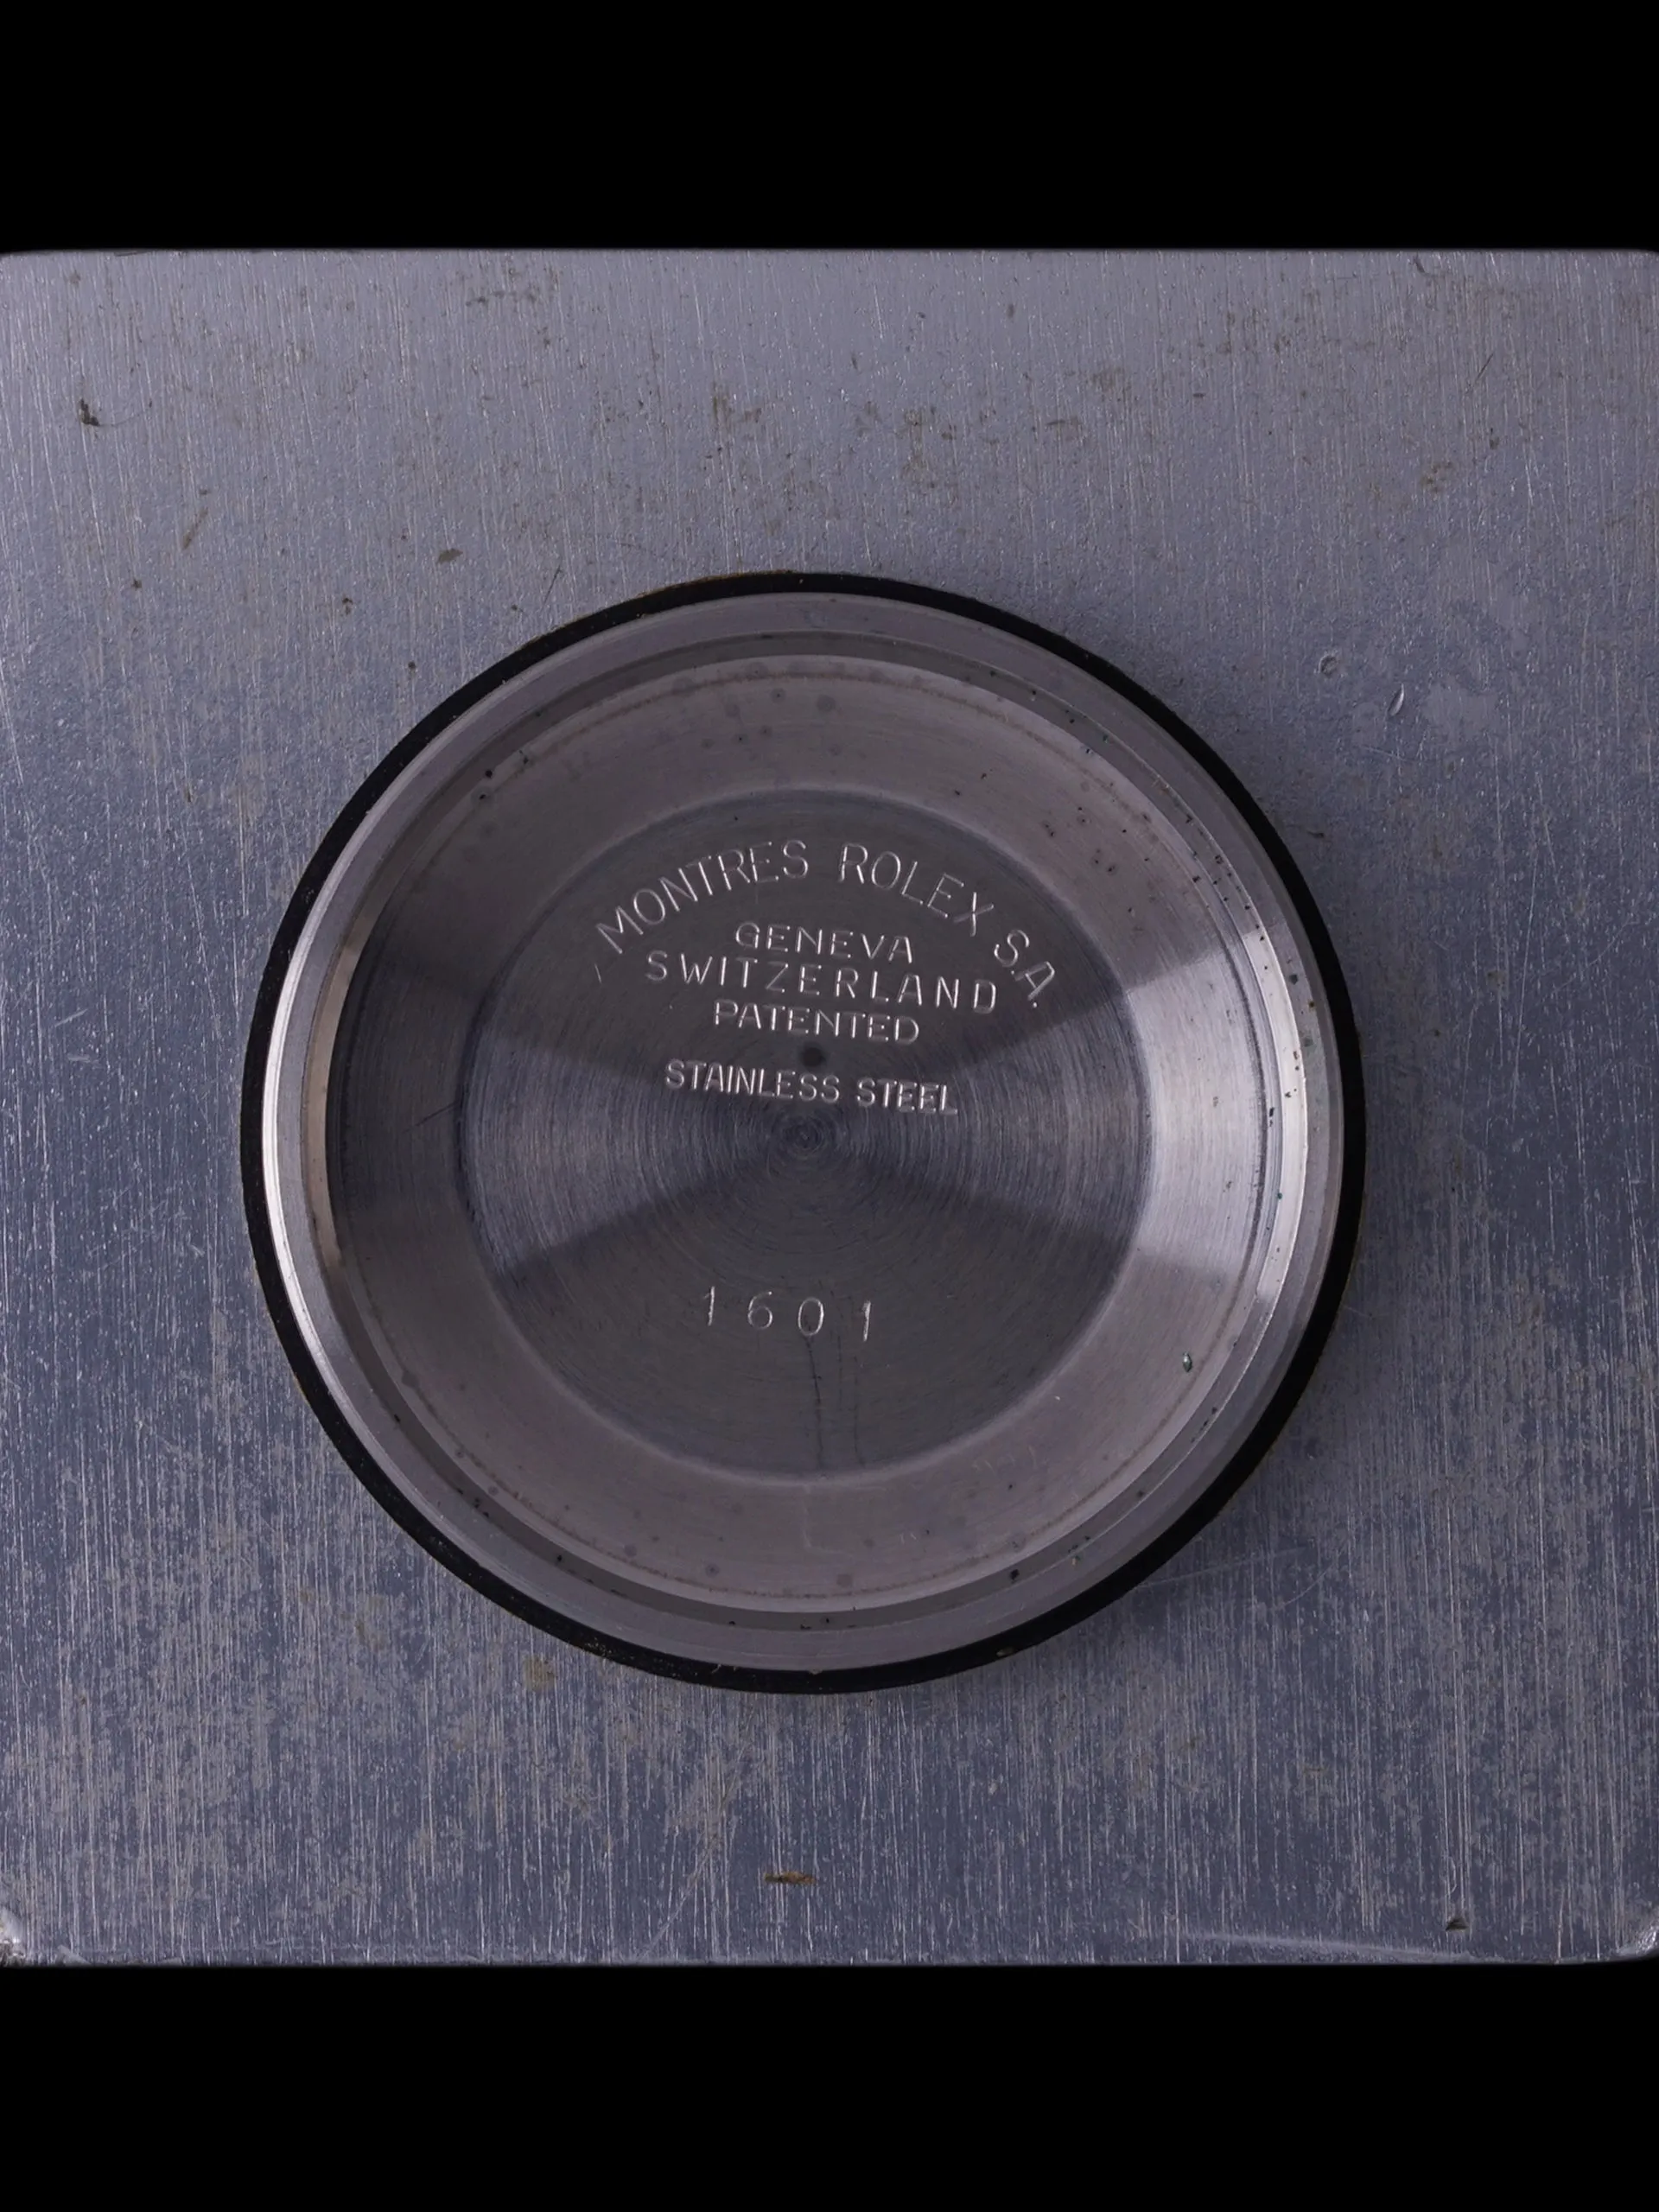 MONTRES ROLEX S.A.
GENEVA
SWITZERLAND
PATENTED
STAINLESS STEEL
1601